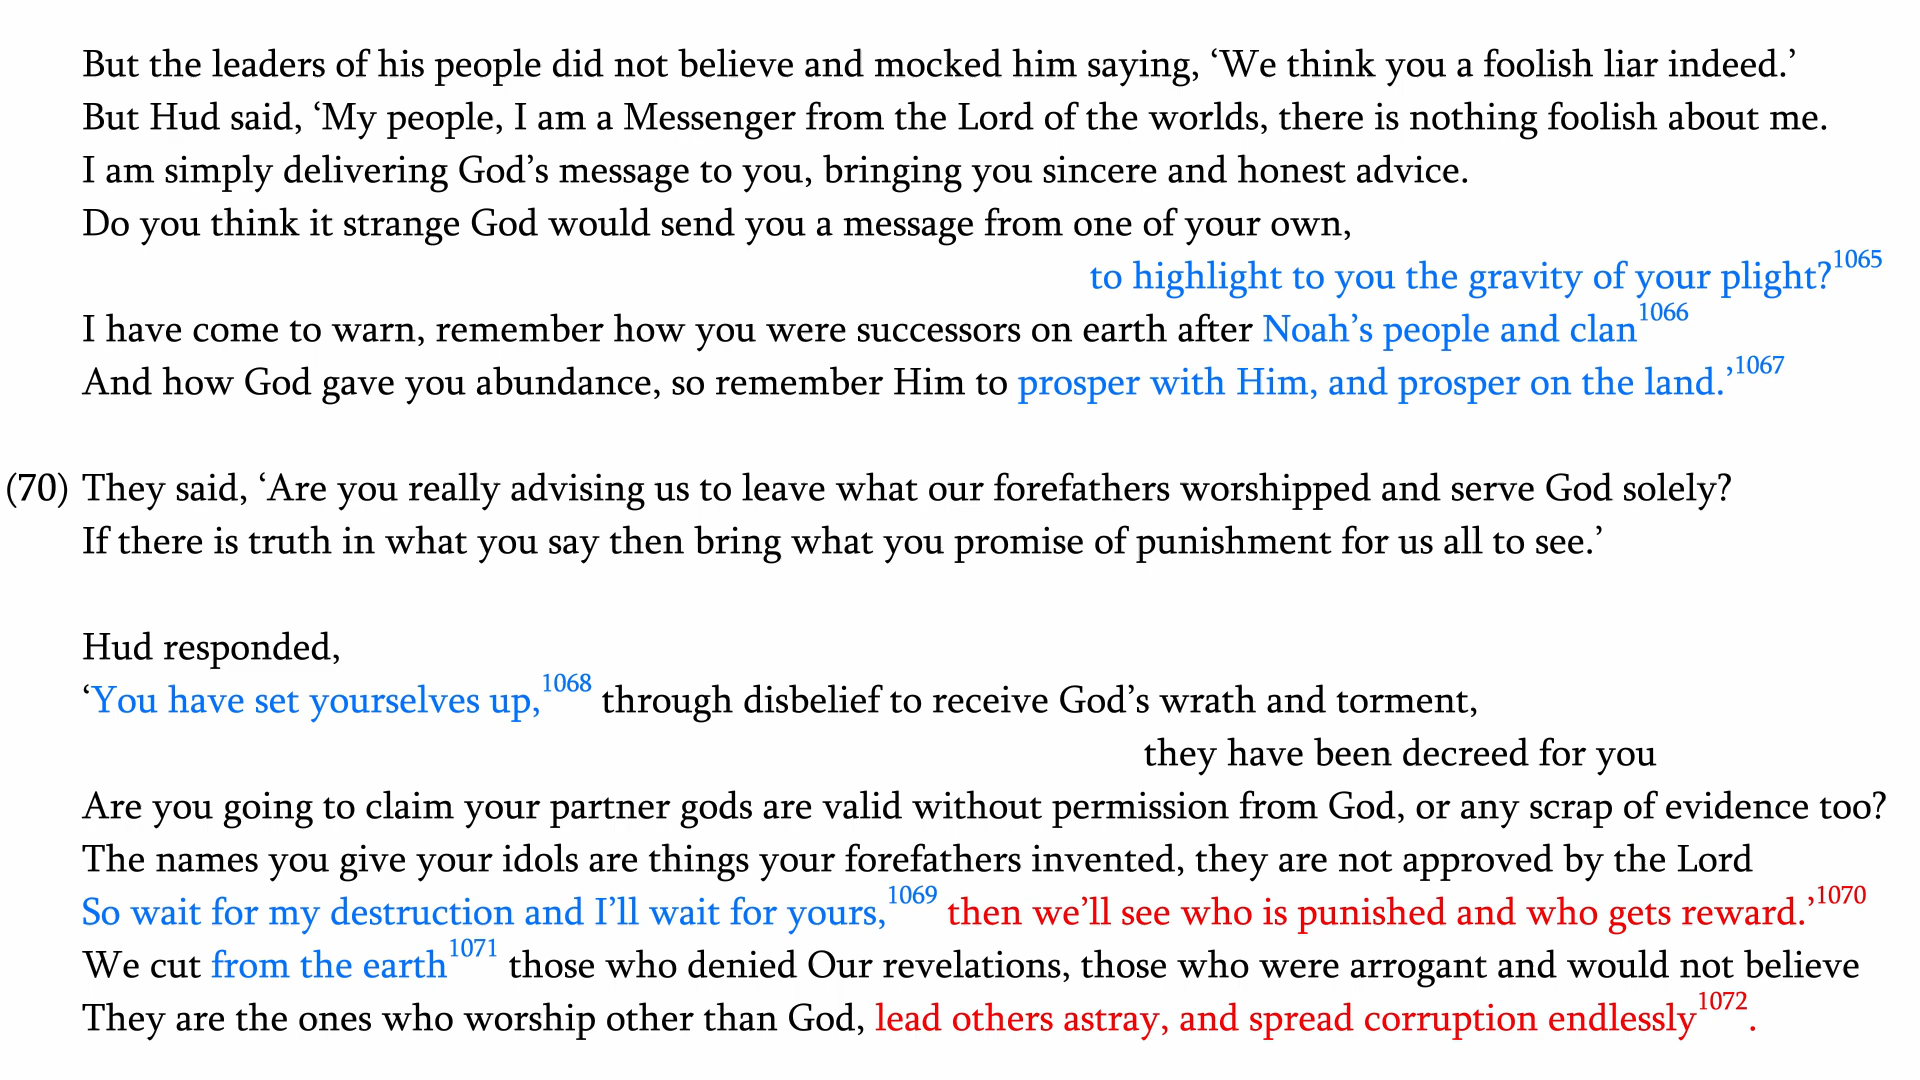 But the leaders of his people did not believe and mocked him saying, ‘We think you a foolish liar indeed.’
But Hud said, ‘My people, I am a Messenger from the Lord of the worlds, there is nothing foolish about me.
I am simply delivering God’s message to you, bringing you sincere and honest advice.
Do you think it strange God would send you a message from one of your own,
to highlight to you the gravity of your plight?1065
I have come to warn, remember how you were successors on earth after Noah’s people and clan1066
And how God gave you abundance, so remember Him to prosper with Him, and prosper on the land.’1067
(70) They said, ‘Are you really advising us to leave what our forefathers worshipped and serve God solely?
If there is truth in what you say then bring what you promise of punishment for us all to see.’
Hud responded,
‘You have set yourselves up,1068 through disbelief to receive God’s wrath and torment,
they have been decreed for you
Are you going to claim your partner gods are valid without permission from God, or any scrap of evidence too?
The names you give your idols are things your forefathers invented, they are not approved by the Lord
So wait for my destruction and I’ll wait for yours,1069 then we’ll see who is punished and who gets reward.’1070
We cut from the earth1071 those who denied Our revelations, those who were arrogant and would not believe
They are the ones who worship other than God, lead others astray, and spread corruption endlessly1072.